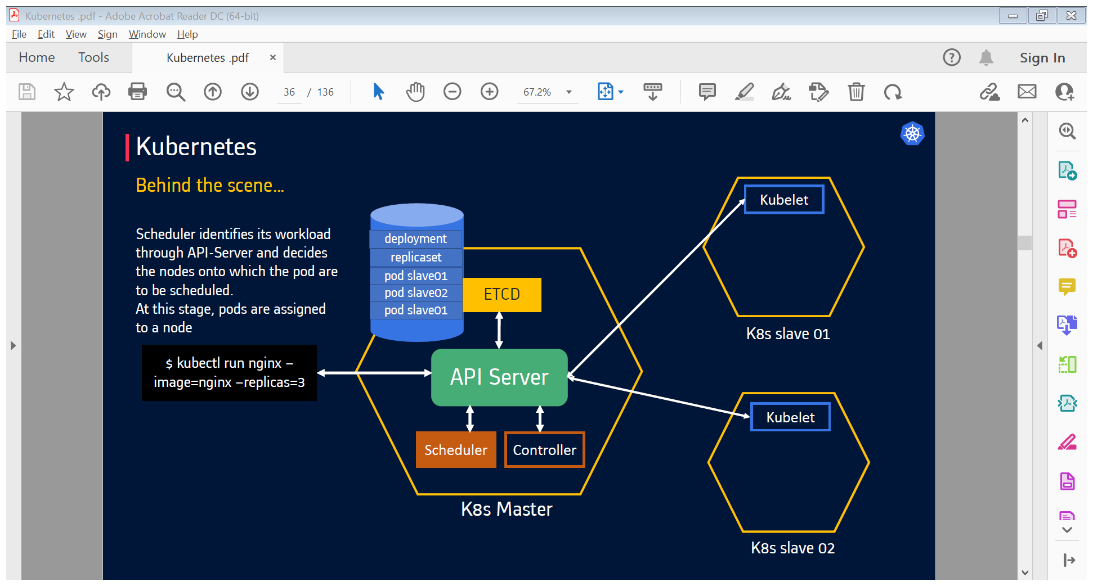 Kubernetes .pdf - Adobe Acrobat Reader DC (64-bit)
File Edit View Sign Window Help
Home Tools Kubernetes .pdf × Sign In
36 / 136 67.2%
Kubernetes
Behind the scene...
Scheduler identifies its workload
through API-Server and decides
the nodes onto which the pod are
to be scheduled.
At this stage, pods are assigned
to a node
$ kubectl run nginx –
image=nginx –replicas=3
deployment
replicaset
pod slave01
pod slave02
pod slave01
ETCD
API Server
Scheduler
Controller
K8s Master
Kubelet
K8s slave 01
Kubelet
K8s slave 02